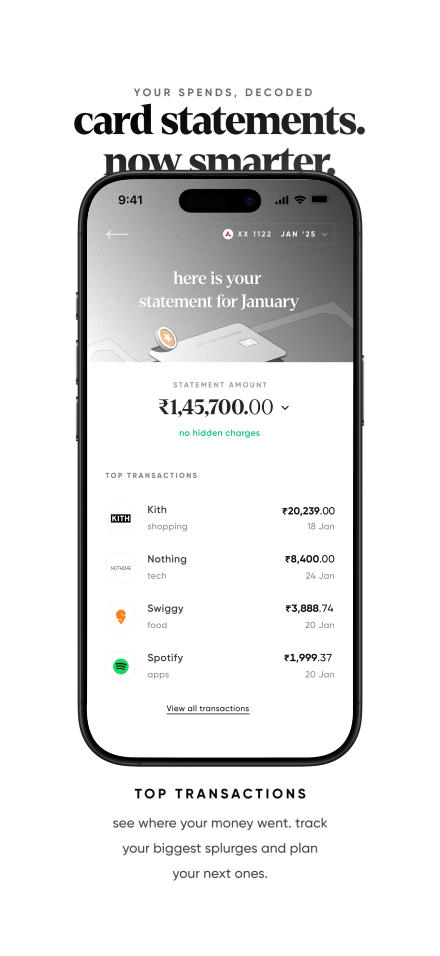 YOUR SPENDS, DECODED
card statements.
now smarter.
9:41
XX 1122 JAN '25
here is your
statement for January
STATEMENT AMOUNT
₹1,45,700.00
no hidden charges
TOP TRANSACTIONS
KITH
Kith
₹20,239.00
shopping
18 Jan
NOTHING
Nothing
₹8,400.00
tech
24 Jan
Swiggy
₹3,888.74
food
20 Jan
Spotify
₹1,999.37
apps
20 Jan
View all transactions
TOP TRANSACTIONS
see where your money went. track
your biggest splurges and plan
your next ones.